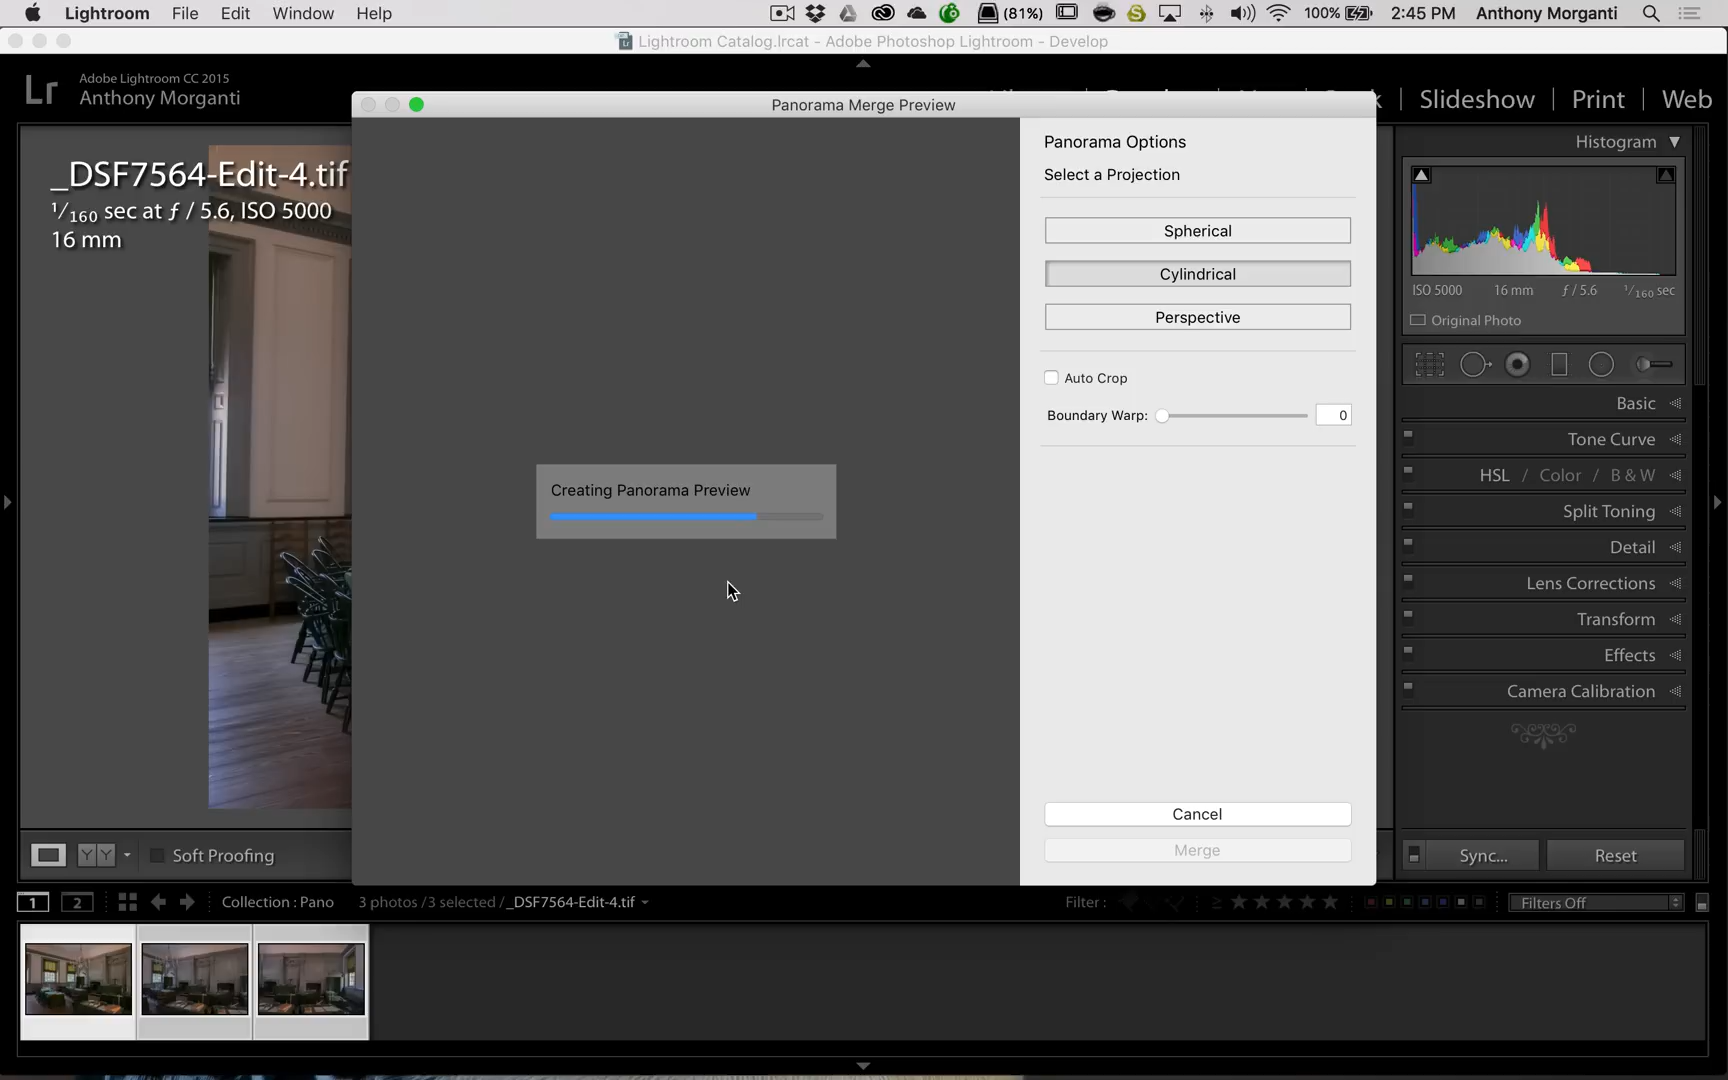 Lightroom File Edit Window Help (81%) 100% 2:45 PM Anthony Morganti
Lightroom Catalog.lrcat - Adobe Photoshop Lightroom - Develop
Lr
Adobe Lightroom CC 2015
Anthony Morganti
| Slideshow | Print | Web
Panorama Merge Preview
_DSF7564-Edit-4.tif
1/160 sec at ƒ / 5.6, ISO 5000
16 mm
Panorama Options
Select a Projection
Spherical
Cylindrical
Perspective
Auto Crop
Boundary Warp: 0
Creating Panorama Preview
Cancel
Merge
Histogram
ISO 5000 16 mm ƒ / 5.6 1/160 sec
Original Photo
Basic
Tone Curve
HSL / Color / B & W
Split Toning
Detail
Lens Corrections
Transform
Effects
Camera Calibration
Y Y Soft Proofing
Sync... Reset
1 2 Collection : Pano 3 photos /3 selected /_DSF7564-Edit-4.tif Filter : ≥ ★ ★ ★ ★ ★ Filters Off